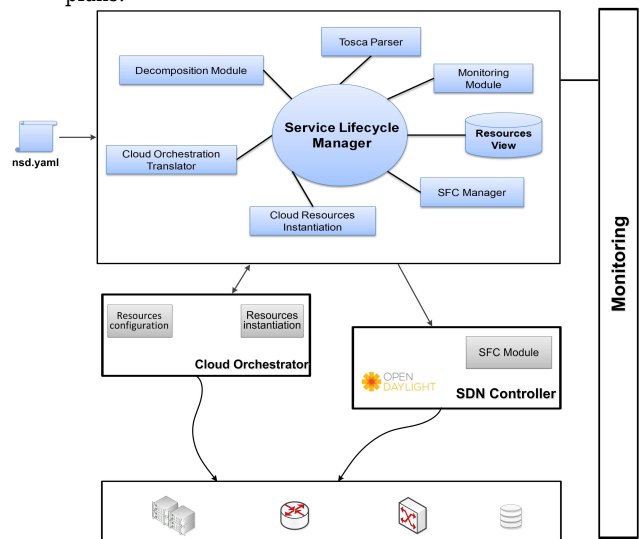 plane.
Tosca Parser
Decomposition Module
Monitoring
Module
Service Lifecycle
Manager
Resources
View
nsd.yaml
Cloud Orchestration
Translator
SFC Manager
Cloud Resources
Instantiation
Monitoring
Resources
configuration
Resources
instantiation
Cloud Orchestrator
SFC Module
OPEN
DAYLIGHT
SDN Controller